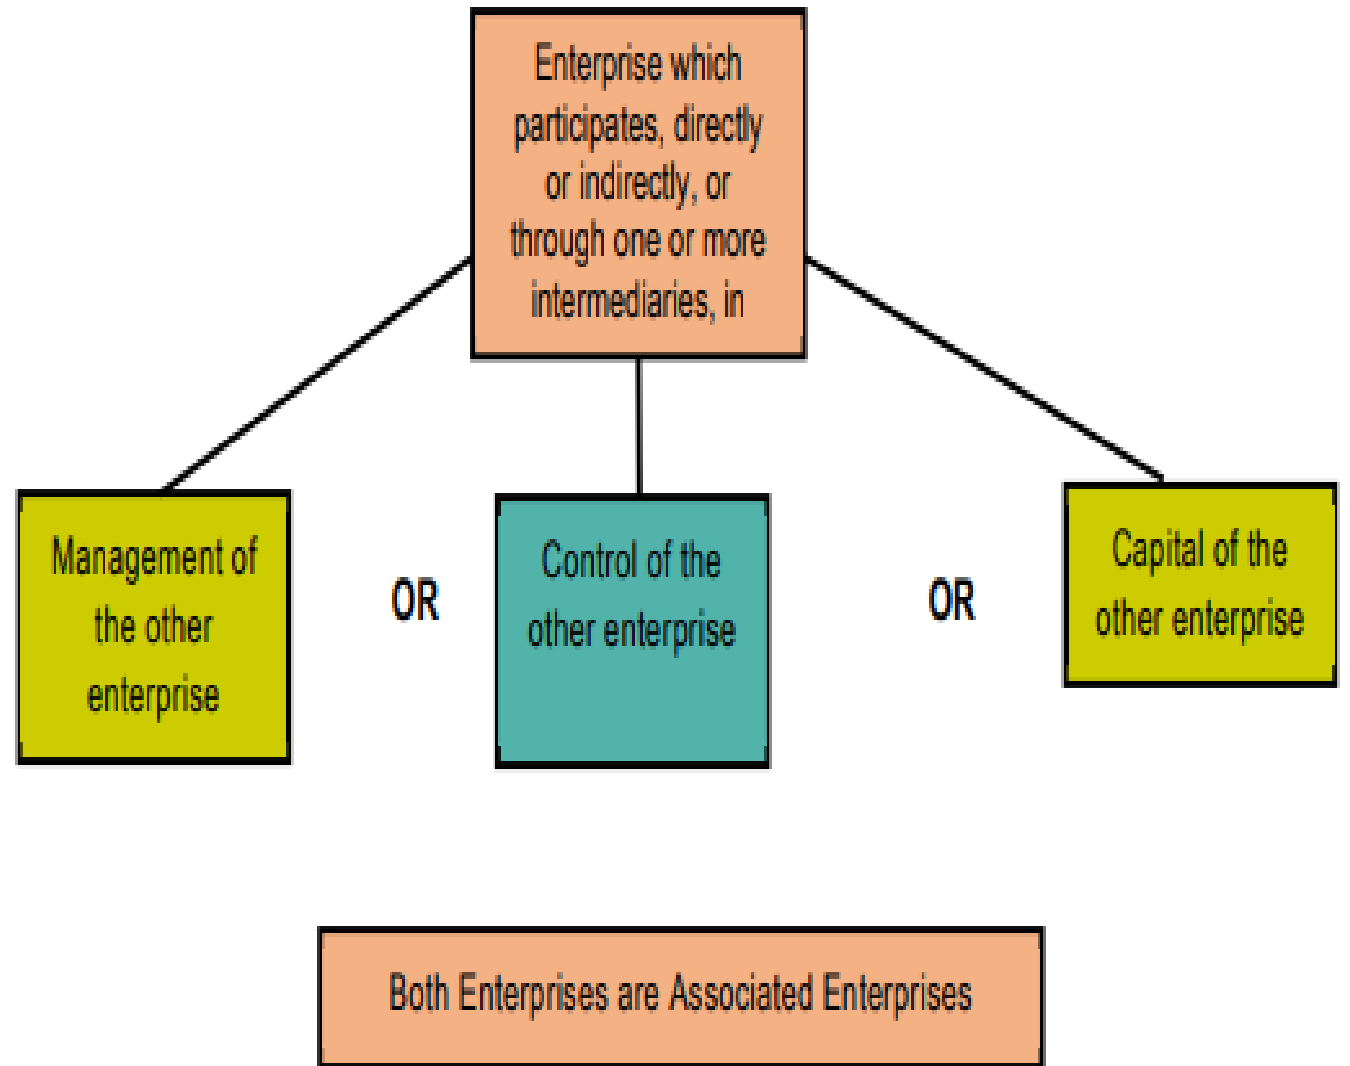 Enterprise which
participates, directly
or indirectly, or
through one or more
intermediaries, in
Management of
the other
enterprise
OR
Control of the
other enterprise
OR
Capital of the
other enterprise
Both Enterprises are Associated Enterprises